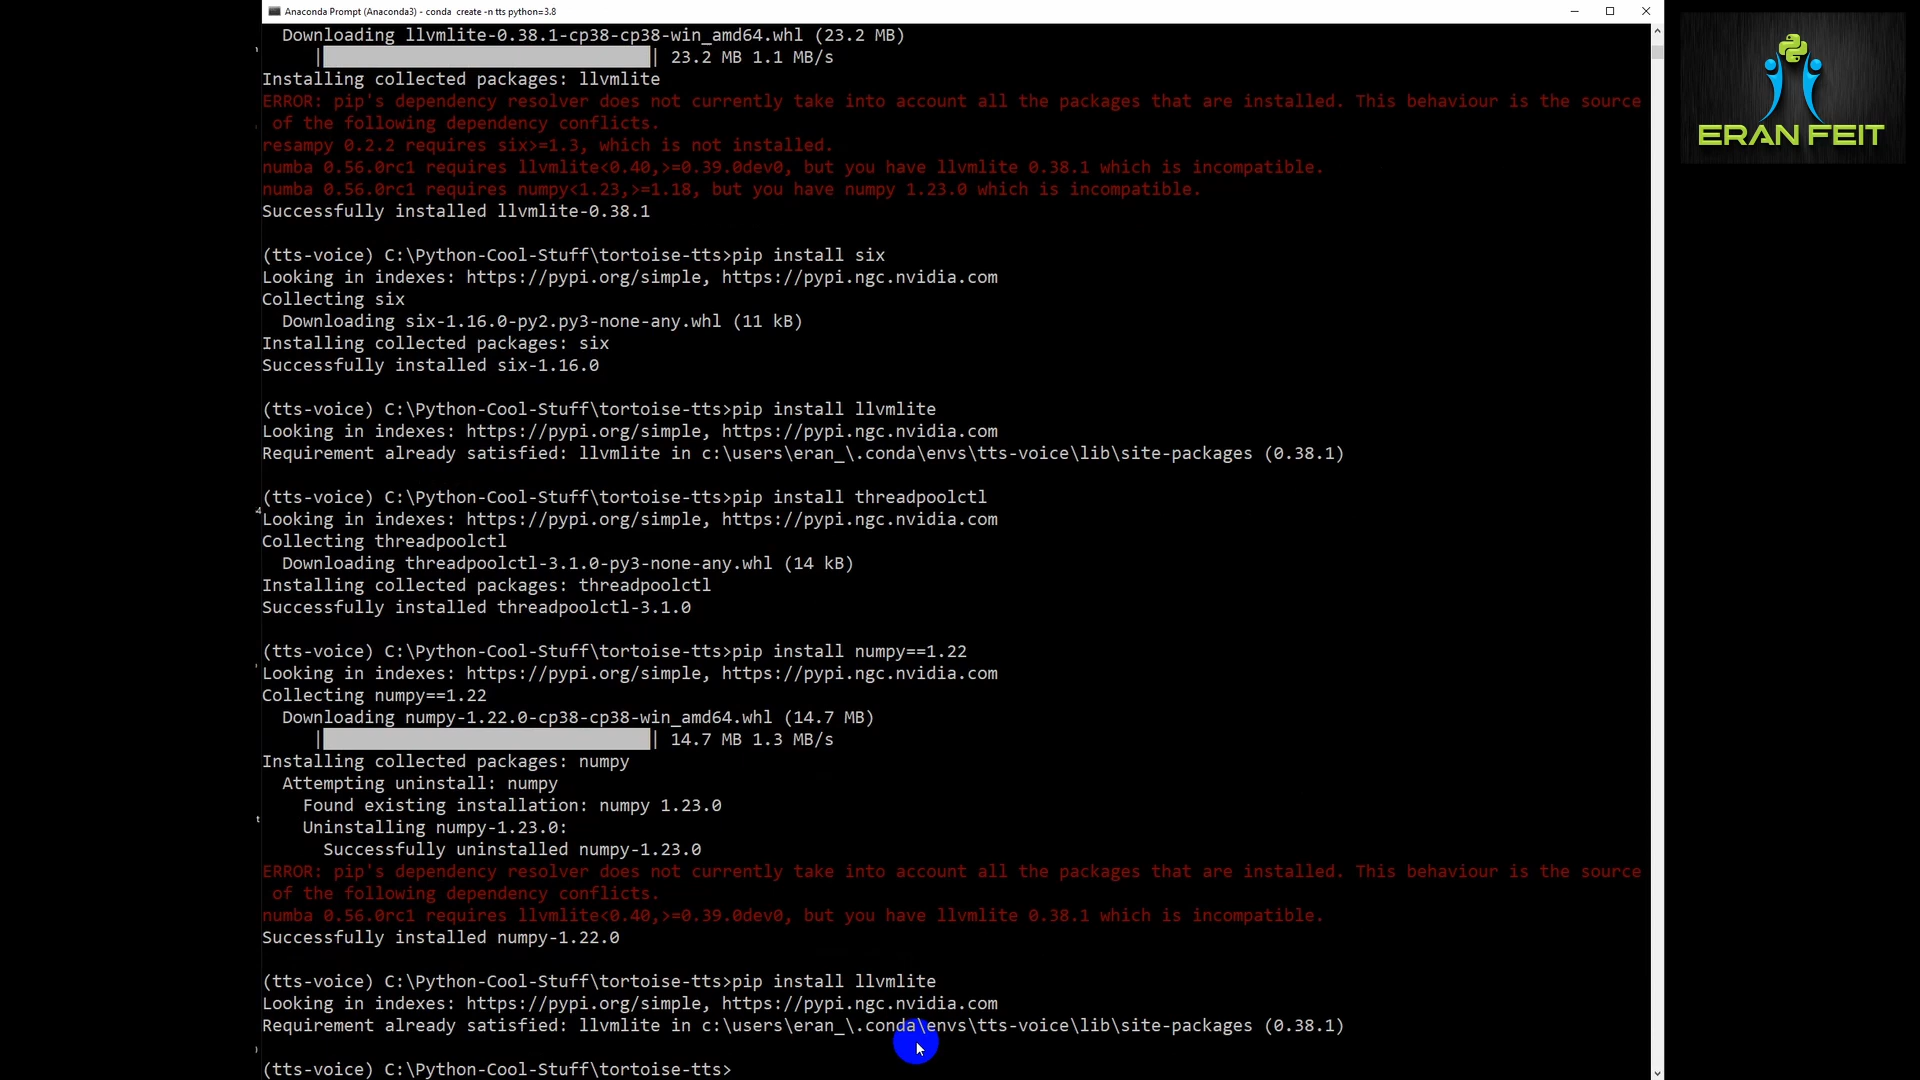 Anaconda Prompt (Anaconda3) - conda  create -n tts python=3.8
Downloading llvmlite-0.38.1-cp38-cp38-win_amd64.whl (23.2 MB)
| | 23.2 MB 1.1 MB/s
Installing collected packages: llvmlite
ERROR: pip's dependency resolver does not currently take into account all the packages that are installed. This behaviour is the source
of the following dependency conflicts.
resampy 0.2.2 requires six>=1.3, which is not installed.
numba 0.56.0rc1 requires llvmlite<0.40,>=0.39.0dev0, but you have llvmlite 0.38.1 which is incompatible.
numba 0.56.0rc1 requires numpy<1.23,>=1.18, but you have numpy 1.23.0 which is incompatible.
Successfully installed llvmlite-0.38.1
(tts-voice) C:\Python-Cool-Stuff\tortoise-tts>pip install six
Looking in indexes: https://pypi.org/simple, https://pypi.ngc.nvidia.com
Collecting six
Downloading six-1.16.0-py2.py3-none-any.whl (11 kB)
Installing collected packages: six
Successfully installed six-1.16.0
(tts-voice) C:\Python-Cool-Stuff\tortoise-tts>pip install llvmlite
Looking in indexes: https://pypi.org/simple, https://pypi.ngc.nvidia.com
Requirement already satisfied: llvmlite in c:\users\eran_\.conda\envs\tts-voice\lib\site-packages (0.38.1)
(tts-voice) C:\Python-Cool-Stuff\tortoise-tts>pip install threadpoolctl
Looking in indexes: https://pypi.org/simple, https://pypi.ngc.nvidia.com
Collecting threadpoolctl
Downloading threadpoolctl-3.1.0-py3-none-any.whl (14 kB)
Installing collected packages: threadpoolctl
Successfully installed threadpoolctl-3.1.0
(tts-voice) C:\Python-Cool-Stuff\tortoise-tts>pip install numpy==1.22
Looking in indexes: https://pypi.org/simple, https://pypi.ngc.nvidia.com
Collecting numpy==1.22
Downloading numpy-1.22.0-cp38-cp38-win_amd64.whl (14.7 MB)
| | 14.7 MB 1.3 MB/s
Installing collected packages: numpy
Attempting uninstall: numpy
Found existing installation: numpy 1.23.0
Uninstalling numpy-1.23.0:
Successfully uninstalled numpy-1.23.0
ERROR: pip's dependency resolver does not currently take into account all the packages that are installed. This behaviour is the source
of the following dependency conflicts.
numba 0.56.0rc1 requires llvmlite<0.40,>=0.39.0dev0, but you have llvmlite 0.38.1 which is incompatible.
Successfully installed numpy-1.22.0
(tts-voice) C:\Python-Cool-Stuff\tortoise-tts>pip install llvmlite
Looking in indexes: https://pypi.org/simple, https://pypi.ngc.nvidia.com
Requirement already satisfied: llvmlite in c:\users\eran_\.conda\envs\tts-voice\lib\site-packages (0.38.1)
(tts-voice) C:\Python-Cool-Stuff\tortoise-tts>
ERAN FEIT